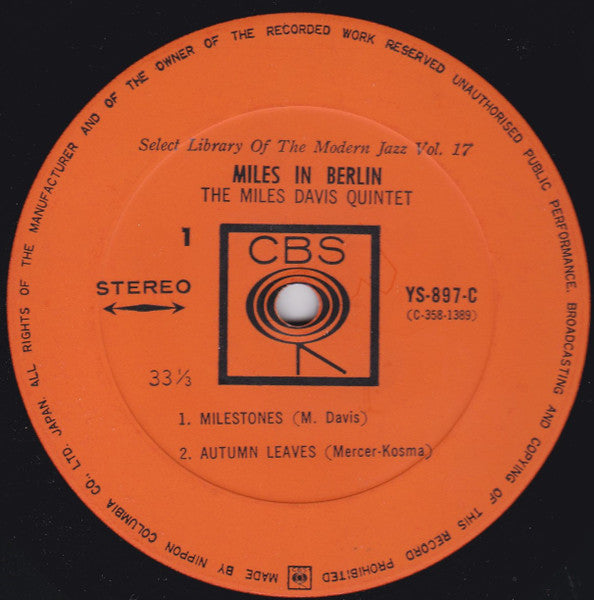 ALL RIGHTS OF THE MANUFACTURER AND OF THE OWNER OF THE RECORDED WORK RESERVED UNAUTHORISED PUBLIC PERFORMANCE, BROADCASTING AND COPYING OF THIS RECORD PROHIBITED
Select Library Of The Modern Jazz Vol. 17
MILES IN BERLIN
THE MILES DAVIS QUINTET
1
CBS
STEREO
YS-897-C
(C-358-1389)
33 1/3
1. MILESTONES (M. Davis)
2. AUTUMN LEAVES (Mercer-Kosma)
CBS
MADE BY NIPPON COLUMBIA CO., LTD. JAPAN